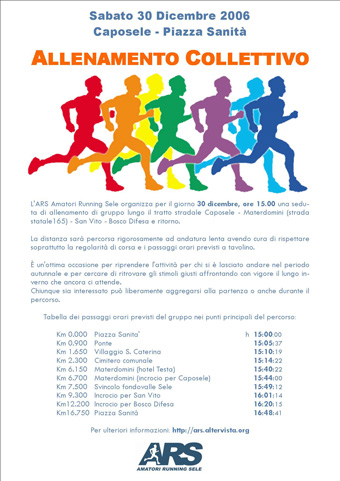 Sabato 30 Dicembre 2006
Caposele - Piazza Sanità
ALLENAMENTO COLLETTIVO
L'ARS Amatori Running Sele organizza per il giorno 30 dicembre, ore 15.00 una sedu-
ta di allenamento di gruppo lungo il tratto stradale Caposele - Materdomini (strada
statale165) - San Vito - Bosco Difesa e ritorno.
La distanza sarà percorsa rigorosamente ad andatura lenta avendo cura di rispettare
soprattutto la regolarità di corsa e i passaggi orari previsti a tavolino.
È un'ottima occasione per riprendere l'attività per chi si è lasciato andare nel periodo
autunnale e per cercare di ritrovare gli stimoli giusti affrontando con vigore il lungo in-
verno che ancora ci attende.
Chiunque sia interessato può liberamente aggregarsi alla partenza o anche durante il
percorso.
Tabella dei passaggi orari previsti del gruppo nei punti principali del percorso:
Km 0.000 Piazza Sanita' h 15:00:00
Km 0,900 Ponte 15:05:37
Km 1.650 Villaggio S. Caterina 15:10:19
Km 2.300 Cimitero comunale 15:14:22
Km 6.150 Materdomini (hotel Testa) 15:40:22
Km 6.700 Materdomini (incrocio per Caposele) 15:44:00
Km 7.500 Svincolo fondovalle Sele 15:49:12
Km 9.300 Incrocio per San Vito 16:01:14
Km12.200 Incrocio per Bosco Difesa 16:20:15
Km16.750 Piazza Sanità 16:48:41
Per ulteriori informazioni: http://ars.altervista.org
ARS
AMATORI RUNNING SELE